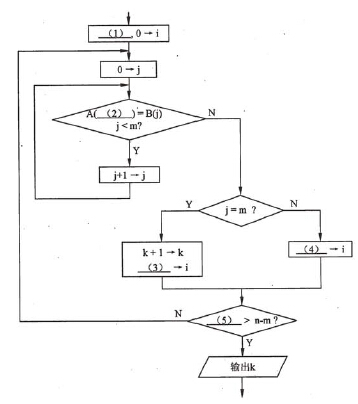 (1) 0→i
0→j
A( (2) )=B(j)
j<m?
N
Y
j+1→j
j=m ?
Y
N
k+1→k
(3) →i
(4) →i
(5) > n-m ?
N
Y
输出k